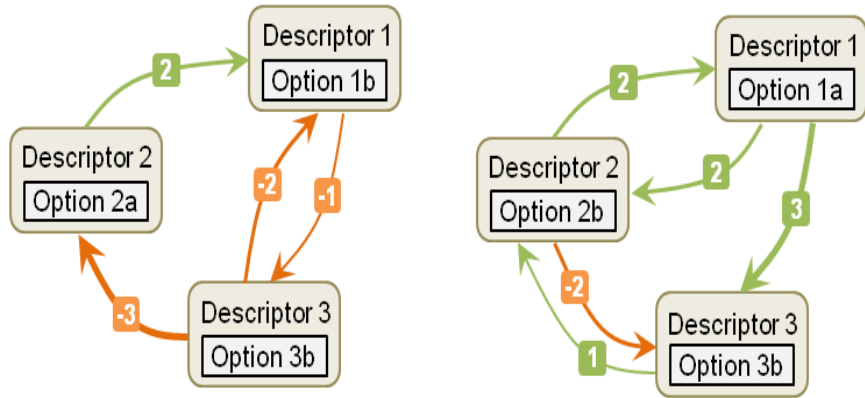 Descriptor 1
Option 1b
2
Descriptor 2
Option 2a
-2
-1
-3
Descriptor 3
Option 3b
Descriptor 1
Option 1a
2
Descriptor 2
Option 2b
2
3
-2
1
Descriptor 3
Option 3b